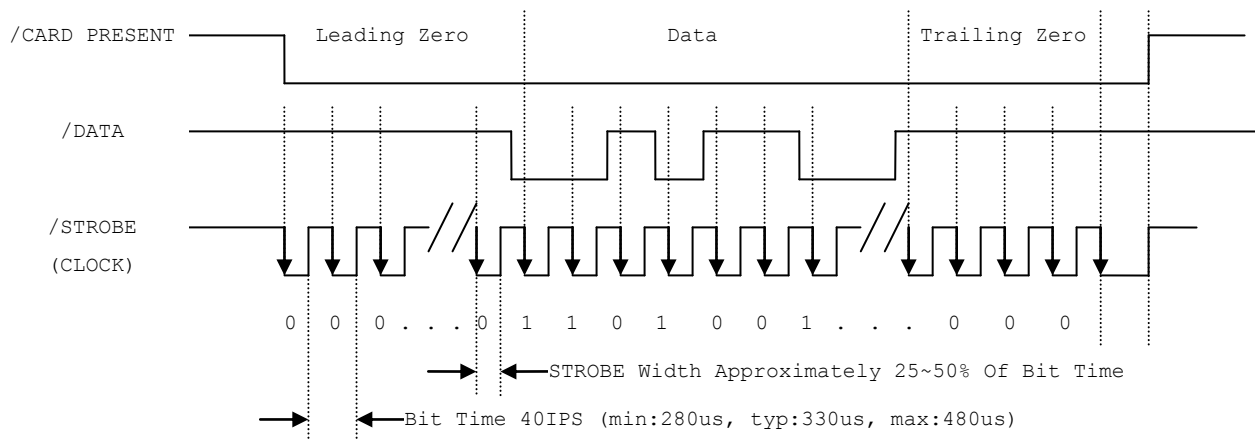 /CARD PRESENT Leading Zero Data Trailing Zero
/DATA
/STROBE
(CLOCK)
0 0 0 . . . 0 1 1 0 1 0 0 1 . . . 0 0 0
STROBE Width Approximately 25~50% Of Bit Time
Bit Time 40IPS (min:280us, typ:330us, max:480us)